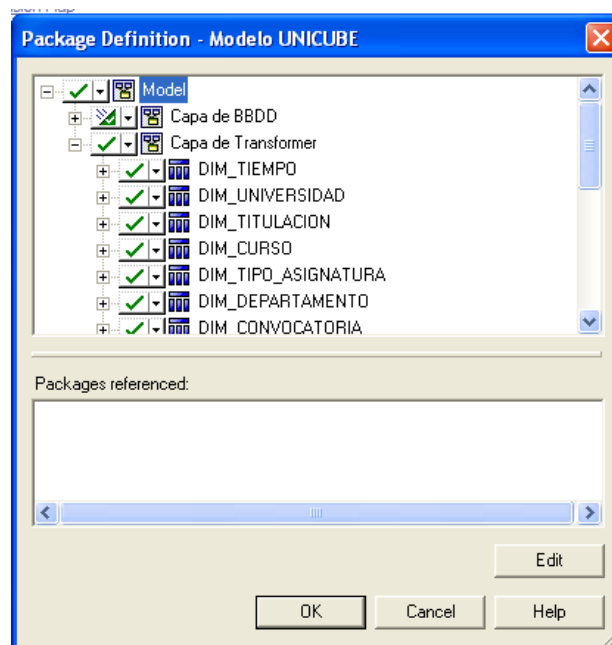 Package Definition - Modelo UNICUBE
Model
Capa de BBDD
Capa de Transformer
DIM_TIEMPO
DIM_UNIVERSIDAD
DIM_TITULACION
DIM_CURSO
DIM_TIPO_ASIGNATURA
DIM_DEPARTAMENTO
DIM_CONVOCATORIA
Packages referenced:
Edit
OK
Cancel
Help